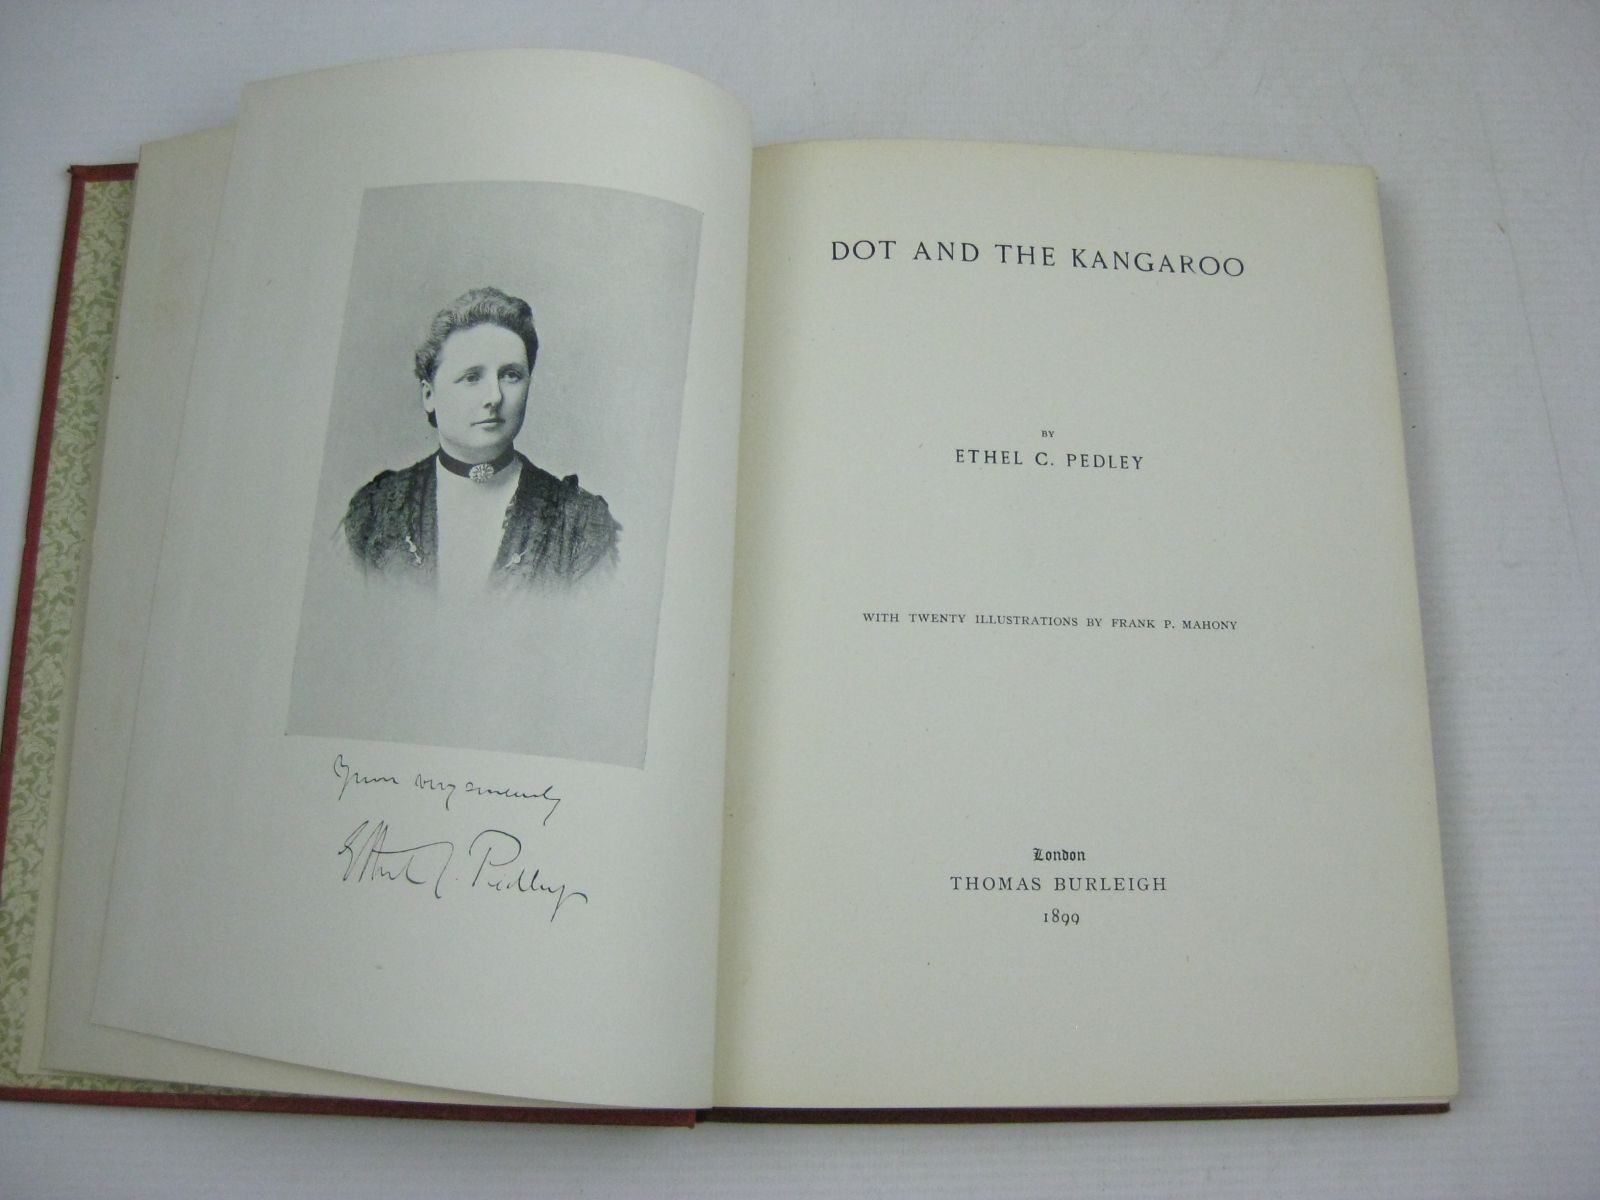 Yours very sincerely
Ethel C. Pedley
DOT AND THE KANGAROO
BY
ETHEL C. PEDLEY
WITH TWENTY ILLUSTRATIONS BY FRANK P. MAHONY
London
THOMAS BURLEIGH
1899